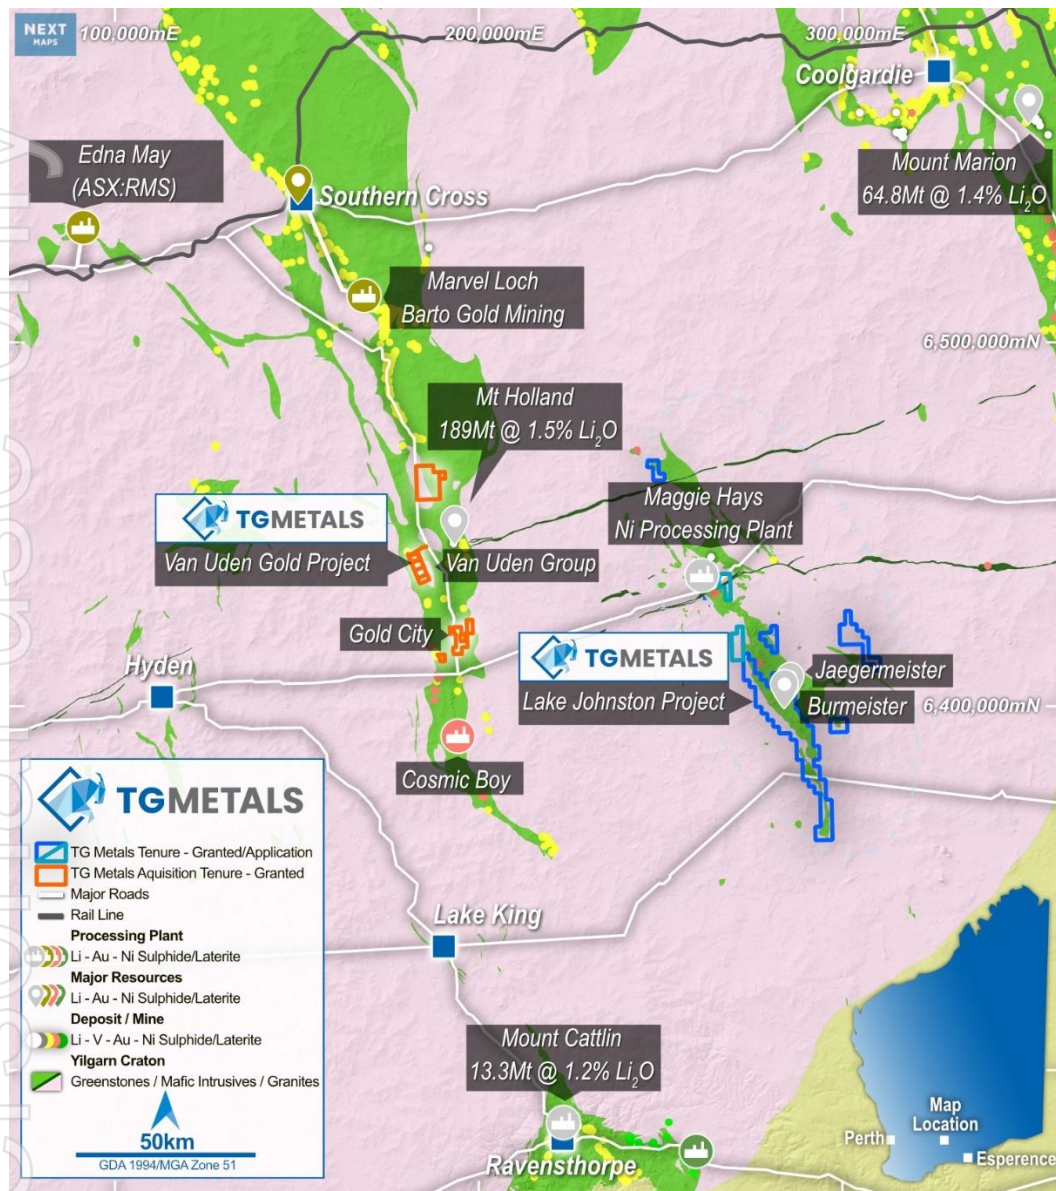 NEXT
MAPS
100,000mE
200,000mE
300,000mE
Coolgardie
Edna May
(ASX:RMS)
Mount Marion
64.8Mt @ 1.4% Li₂O
Southern Cross
Marvel Loch
Barto Gold Mining
6,500,000mN
Mt Holland
189Mt @ 1.5% Li₂O
Maggie Hays
Ni Processing Plant
TGMETALS
Van Uden Gold Project
Van Uden Group
Gold City
TGMETALS
Lake Johnston Project
Jaegermeister
Burmeister
6,400,000mN
Hyden
Cosmic Boy
TGMETALS
TG Metals Tenure - Granted/Application
TG Metals Aquisition Tenure - Granted
Major Roads
Rail Line
Processing Plant
Li - Au - Ni Sulphide/Laterite
Major Resources
Li - Au - Ni Sulphide/Laterite
Deposit / Mine
Li - V - Au - Ni Sulphide/Laterite
Yilgarn Craton
Greenstones / Mafic Intrusives / Granites
50km
GDA 1994/MGA Zone 51
Lake King
Mount Cattlin
13.3Mt @ 1.2% Li₂O
Ravensthorpe
Map
Location
Perth
Esperence